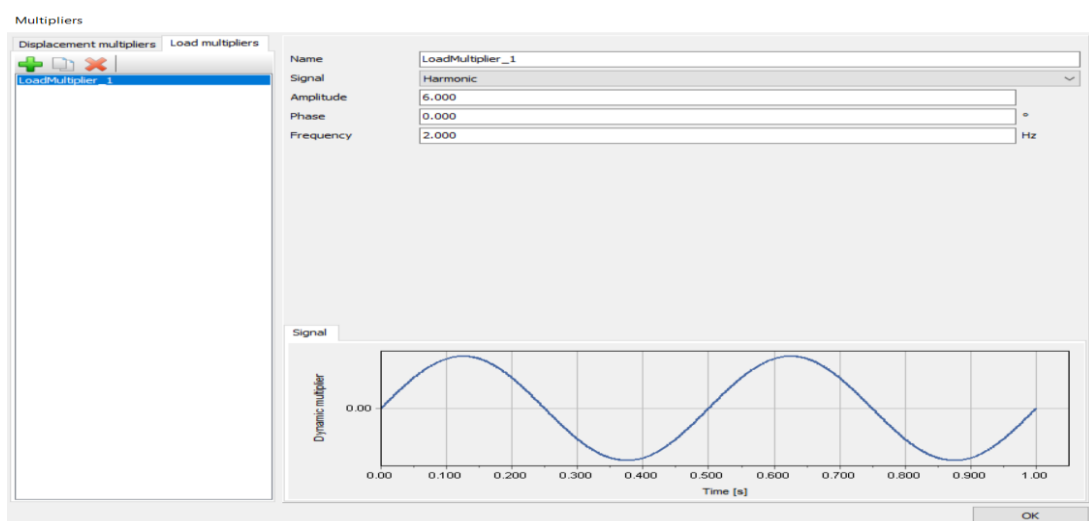 Multipliers
Displacement multipliers Load multipliers
LoadMultiplier_1
Name LoadMultiplier_1
Signal Harmonic
Amplitude 6.000
Phase 0.000 °
Frequency 2.000 Hz
Signal
Dynamic multiplier
0.00
0.00 0.100 0.200 0.300 0.400 0.500 0.600 0.700 0.800 0.900 1.00
Time [s]
OK